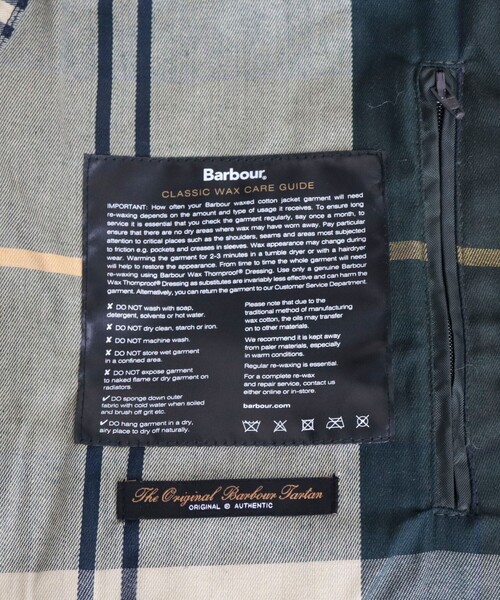 Barbour®
CLASSIC WAX CARE GUIDE
IMPORTANT: How often your Barbour waxed cotton jacket garment will need
re-waxing depends on the amount and type of usage it receives. To ensure long
service it is essential that you check the garment regularly, say once a month, to
ensure that there are no dry areas where wax may have worn away. Pay particular
attention to critical places such as the shoulders, seams and areas most subjected
to friction e.g. pockets and creases in sleeves. Wax appearance may change during
wear. Warming the garment for 2-3 minutes in a tumble dryer or with a hairdryer
will help to restore the appearance. From time to time the whole garment will need
re-waxing using Barbour Wax Thornproof® Dressing. Use only a genuine Barbour
Wax Thornproof® Dressing as substitutes are invariably less effective and can harm the
garment. Alternatively, you can return the garment to our Customer Service Department.
✗ DO NOT wash with soap,
detergent, solvents or hot water.
✗ DO NOT dry clean, starch or iron.
✗ DO NOT machine wash.
✗ DO NOT store wet garment
in a confined area.
✗ DO NOT expose garment
to naked flame or dry garment on
radiators.
✓ DO sponge down outer
fabric with cold water when soiled
and brush off grit etc.
✓ DO hang garment in a dry,
airy place to dry off naturally.
Please note that due to the
traditional method of manufacturing
wax cotton, the oils may transfer
on to other materials.
We recommend it is kept away
from paler materials, especially
in warm conditions.
Regular re-waxing is essential.
For a complete re-wax
and repair service, contact us
either online or in-store.
barbour.com
The Original Barbour Tartan
ORIGINAL & AUTHENTIC